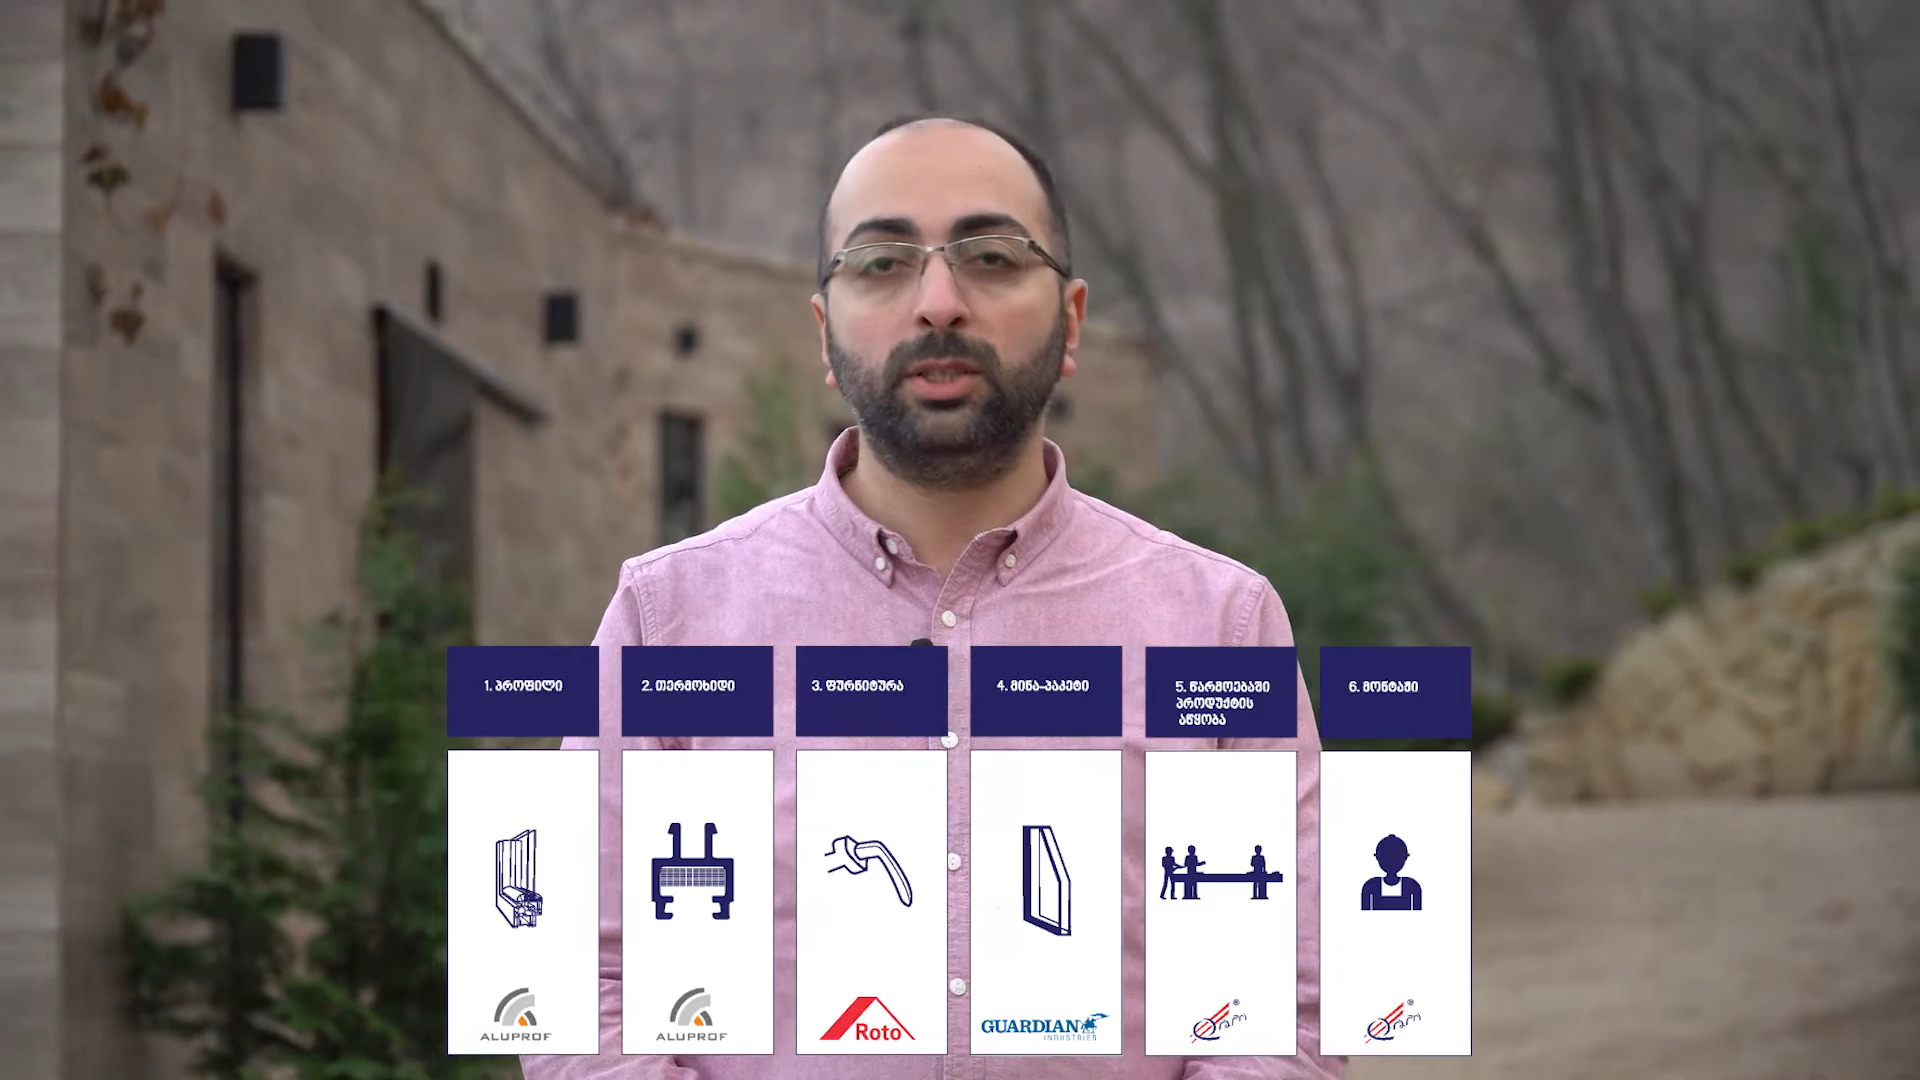 1. პროფილი
2. თერმოხიდი
3. ფურნიტურა
4. მინა-პაკეტი
5. წარმოებაში
პროდუქტის
აწყობა
6. მონტაჟი
ALUPROF
ALUPROF
Roto
GUARDIAN
INDUSTRIES